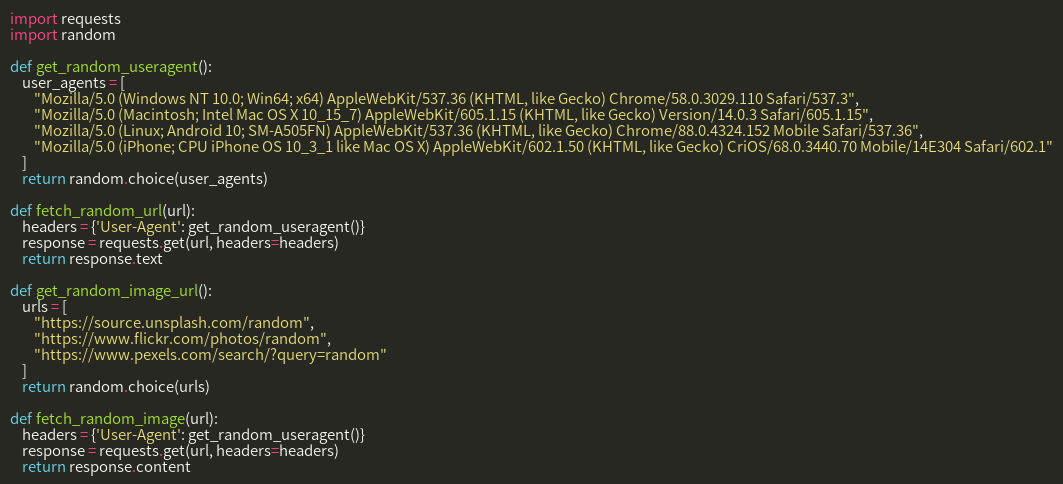 import requests
import random

def get_random_useragent():
    user_agents = [
        "Mozilla/5.0 (Windows NT 10.0; Win64; x64) AppleWebKit/537.36 (KHTML, like Gecko) Chrome/58.0.3029.110 Safari/537.3",
        "Mozilla/5.0 (Macintosh; Intel Mac OS X 10_15_7) AppleWebKit/605.1.15 (KHTML, like Gecko) Version/14.0.3 Safari/605.1.15",
        "Mozilla/5.0 (Linux; Android 10; SM-A505FN) AppleWebKit/537.36 (KHTML, like Gecko) Chrome/88.0.4324.152 Mobile Safari/537.36",
        "Mozilla/5.0 (iPhone; CPU iPhone OS 10_3_1 like Mac OS X) AppleWebKit/602.1.50 (KHTML, like Gecko) CriOS/68.0.3440.70 Mobile/14E304 Safari/602.1"
    ]
    return random.choice(user_agents)

def fetch_random_url(url):
    headers = {'User-Agent': get_random_useragent()}
    response = requests.get(url, headers=headers)
    return response.text

def get_random_image_url():
    urls = [
        "https://source.unsplash.com/random",
        "https://www.flickr.com/photos/random",
        "https://www.pexels.com/search/?query=random"
    ]
    return random.choice(urls)

def fetch_random_image(url):
    headers = {'User-Agent': get_random_useragent()}
    response = requests.get(url, headers=headers)
    return response.content